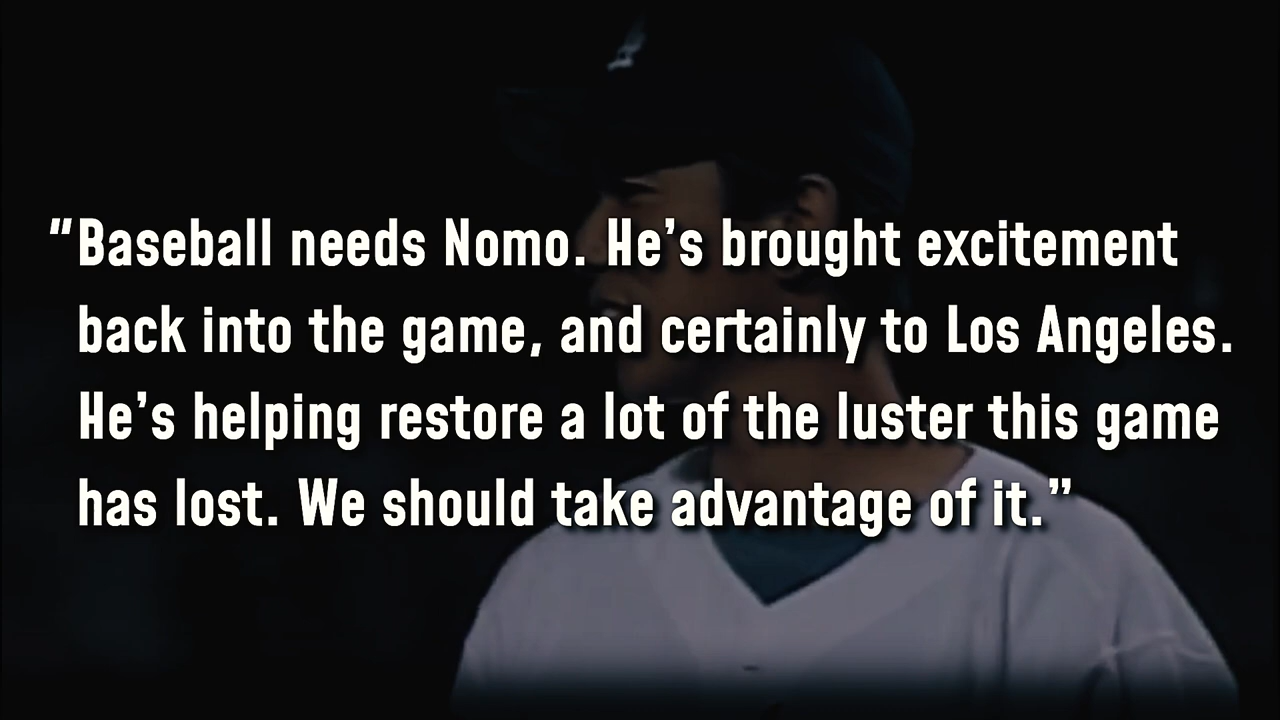 "Baseball needs Nomo. He’s brought excitement
back into the game, and certainly to Los Angeles.
He’s helping restore a lot of the luster this game
has lost. We should take advantage of it.”